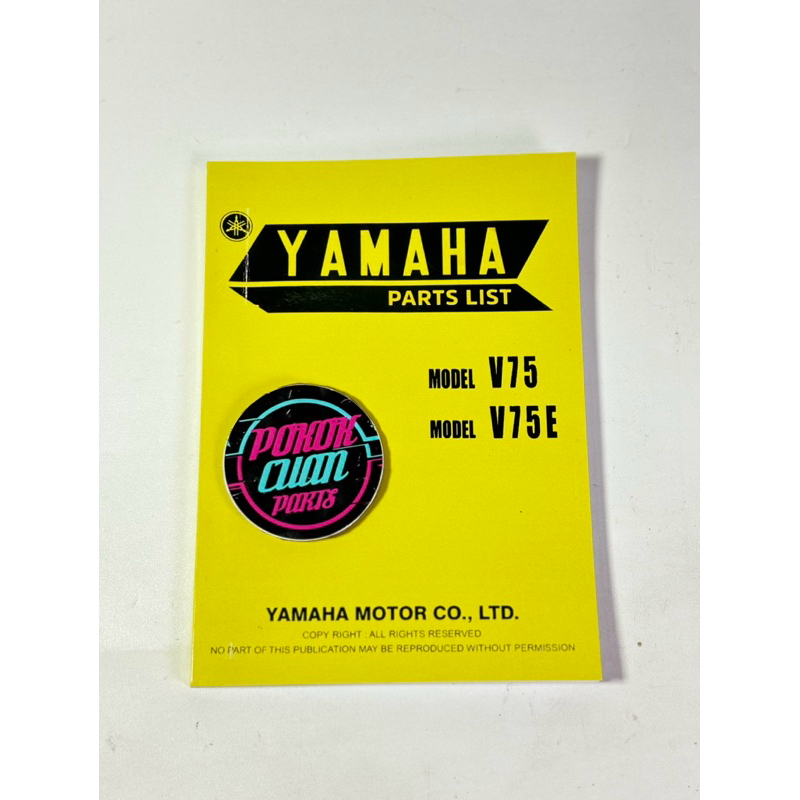 YAMAHA
PARTS LIST
MODEL V75
MODEL V75E
POKOK
CUAN
PARTS
YAMAHA MOTOR CO., LTD.
COPY RIGHT : ALL RIGHTS RESERVED
NO PART OF THIS PUBLICATION MAY BE REPRODUCED WITHOUT PERMISSION